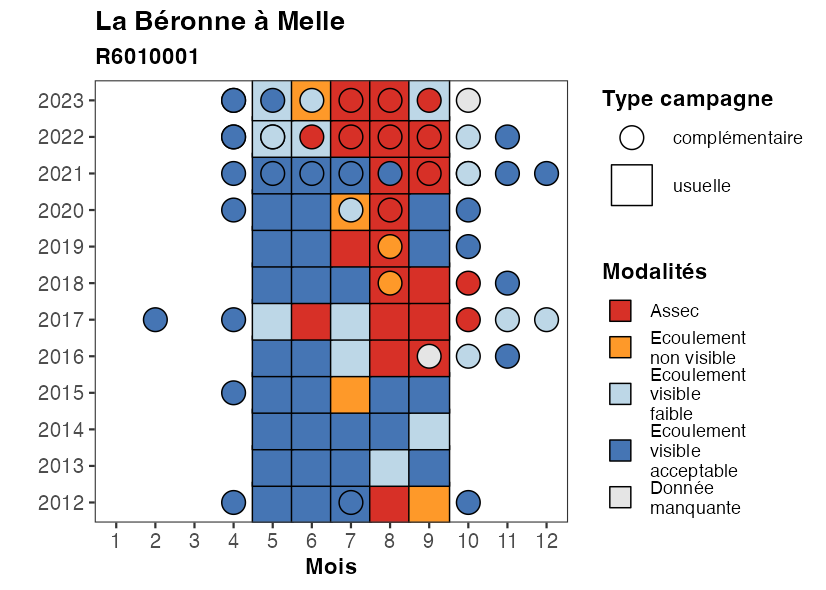 La Béronne à Melle
R6010001
2023
2022
2021
2020
2019
2018
2017
2016
2015
2014
2013
2012
1 2 3 4 5 6 7 8 9 10 11 12
Mois
Type campagne
complémentaire
usuelle
Modalités
Assec
Ecoulement
non visible
Ecoulement
visible
faible
Ecoulement
visible
acceptable
Donnée
manquante